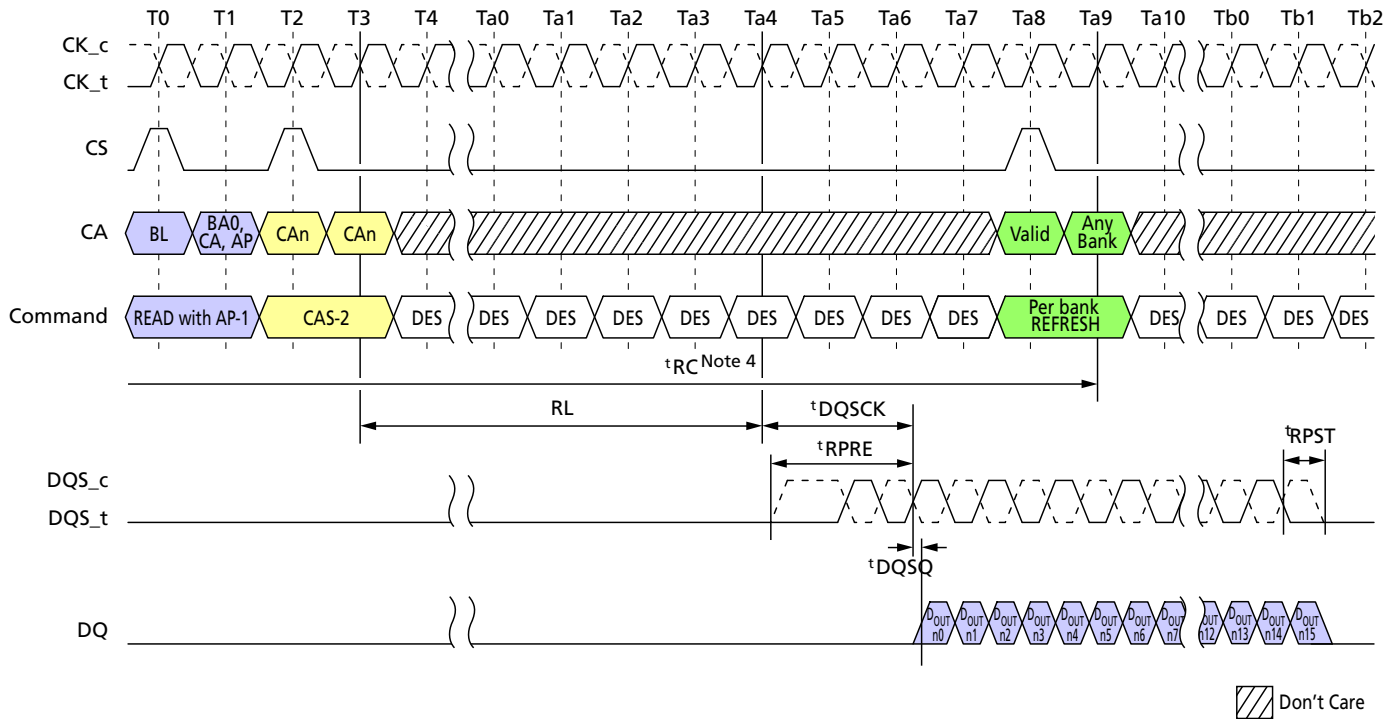 T0 T1 T2 T3 T4 Ta0 Ta1 Ta2 Ta3 Ta4 Ta5 Ta6 Ta7 Ta8 Ta9 Ta10 Tb0 Tb1 Tb2
CK_c
CK_t
CS
CA BL BA0, CA, AP CAn CAn Valid Any Bank
Command READ with AP-1 CAS-2 DES DES DES DES DES DES DES DES DES Per bank REFRESH DES DES DES DES
tRC Note 4
RL tDQSCK
tRPRE tRPST
DQS_c
DQS_t
tDQSQ
DQ DOUT n0 DOUT n1 DOUT n2 DOUT n3 DOUT n4 DOUT n5 DOUT n6 DOUT n7 DOUT n12 DOUT n13 DOUT n14 DOUT n15
Don't Care